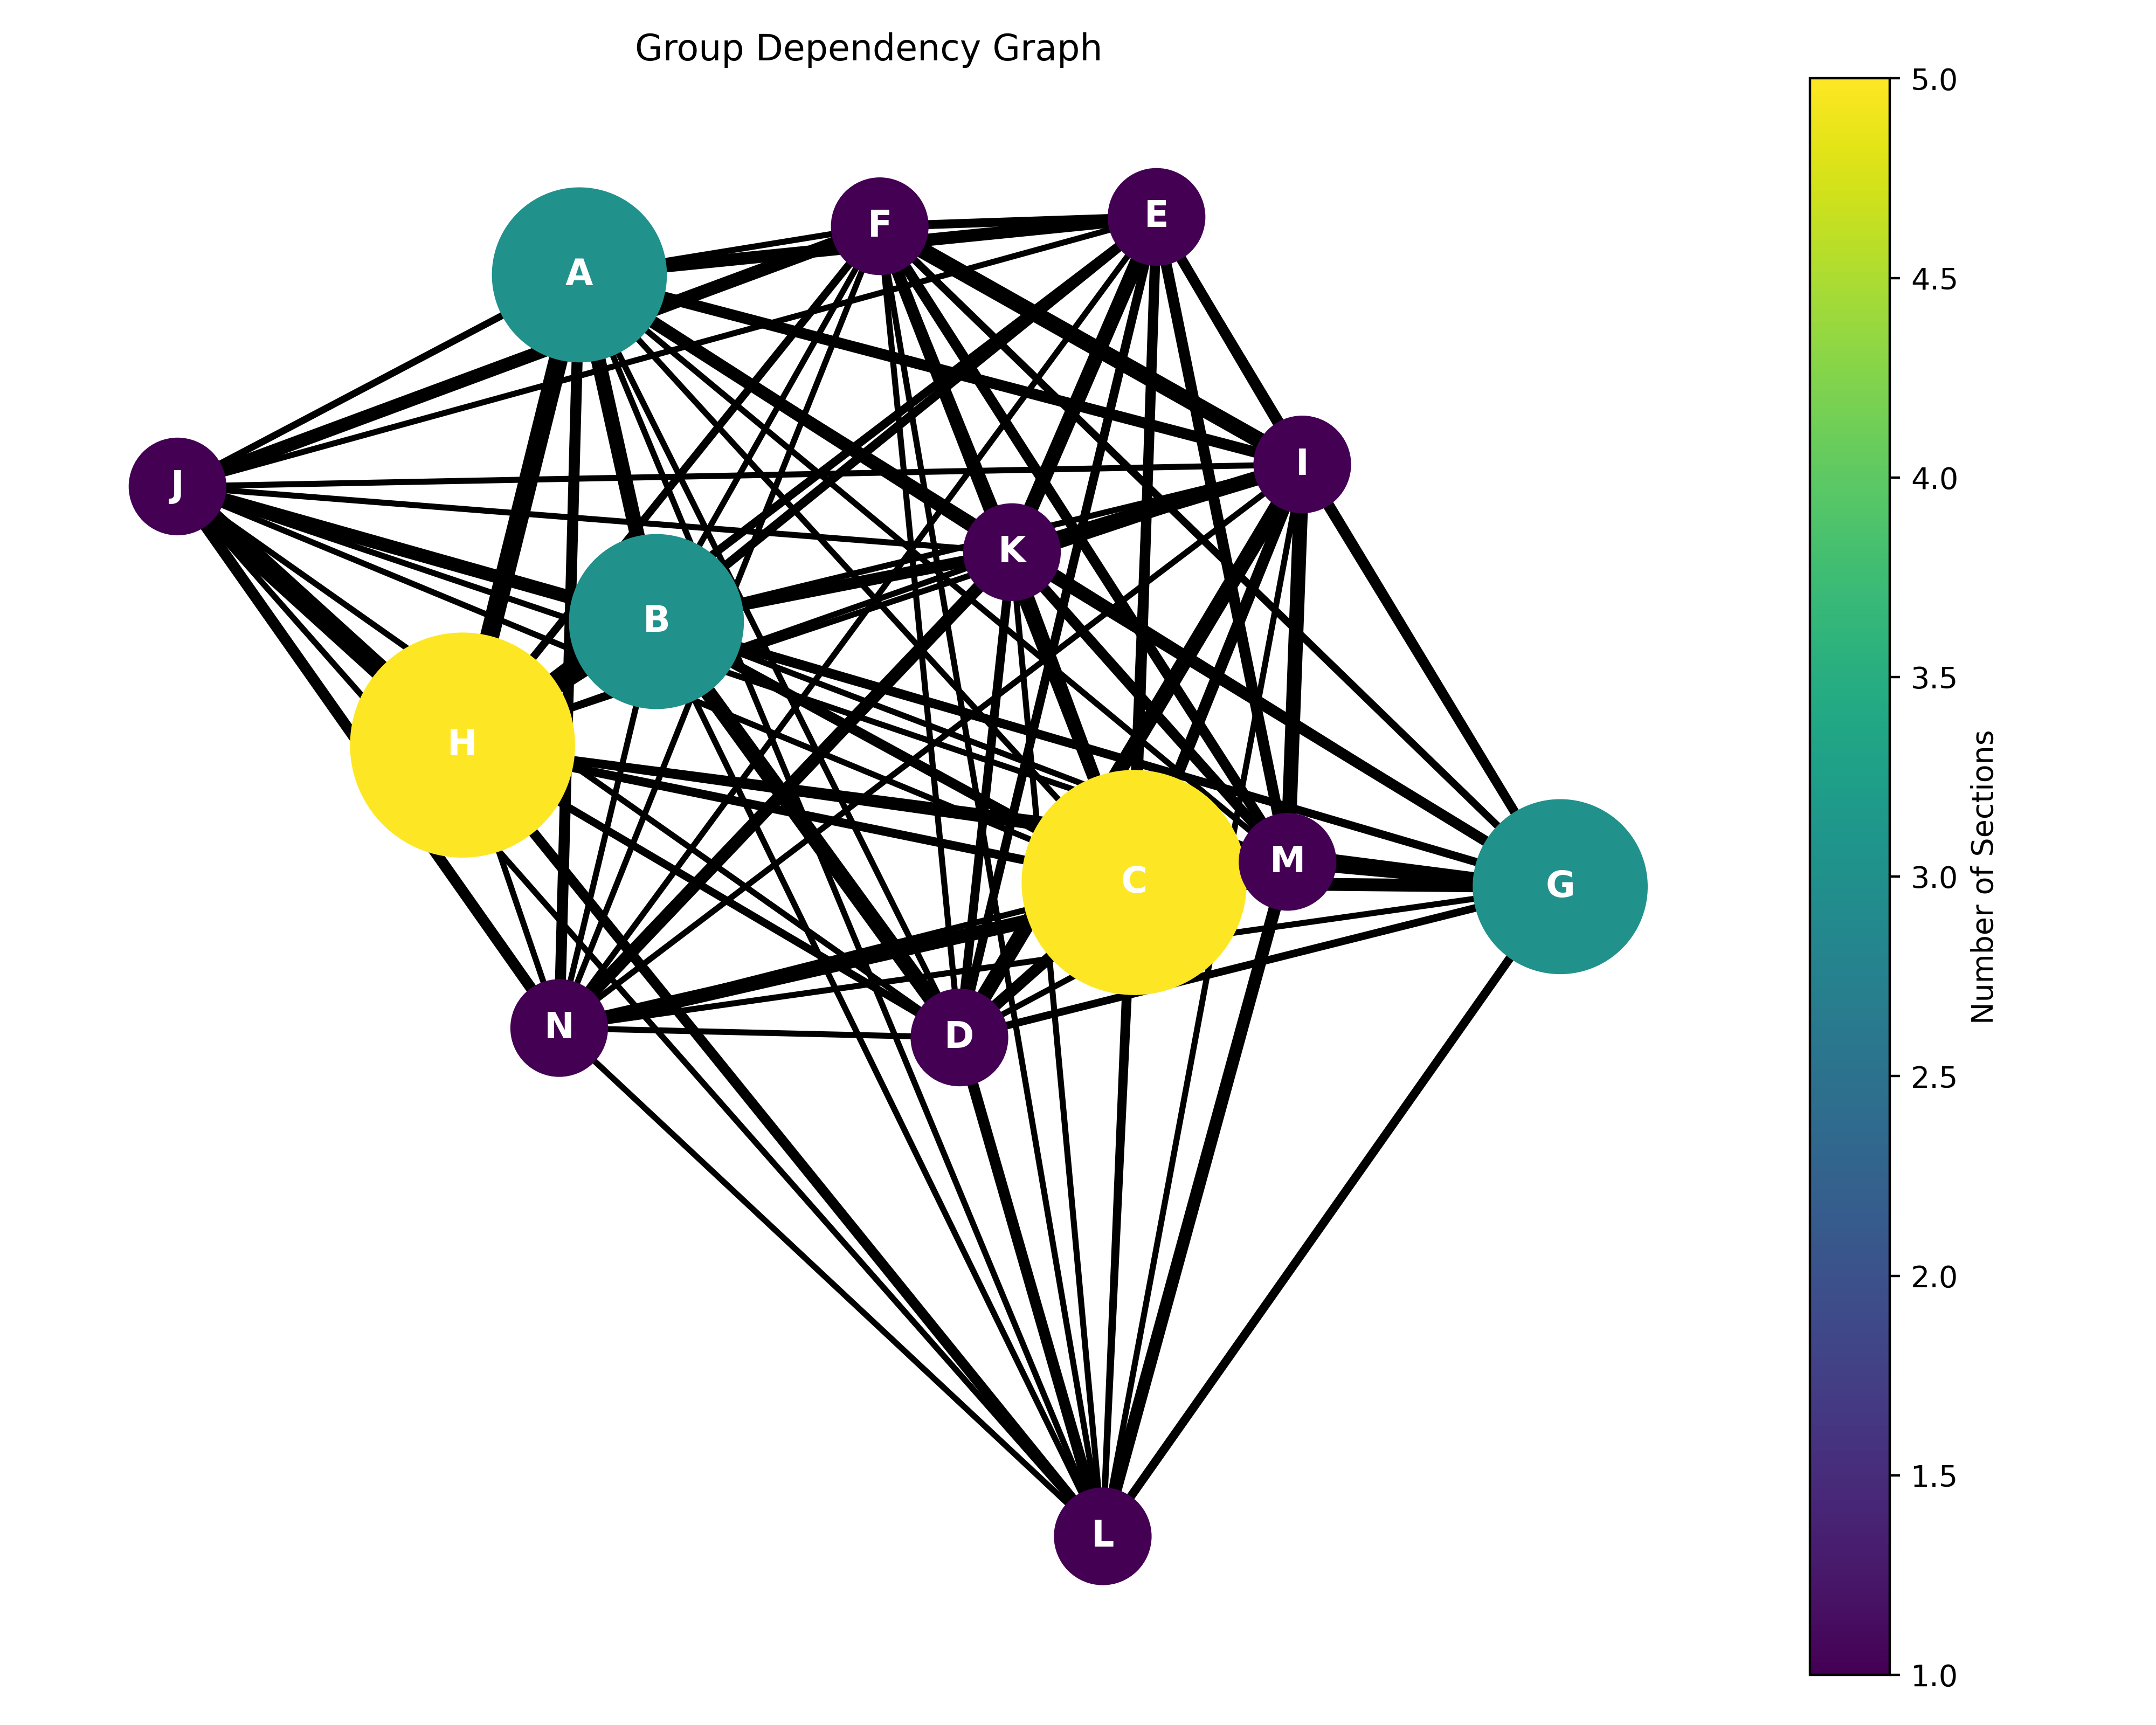 Group Dependency Graph
F
E
A
I
J
K
B
H
M
C
G
N
D
L
5.0
4.5
4.0
3.5
3.0
2.5
2.0
1.5
1.0
Number of Sections